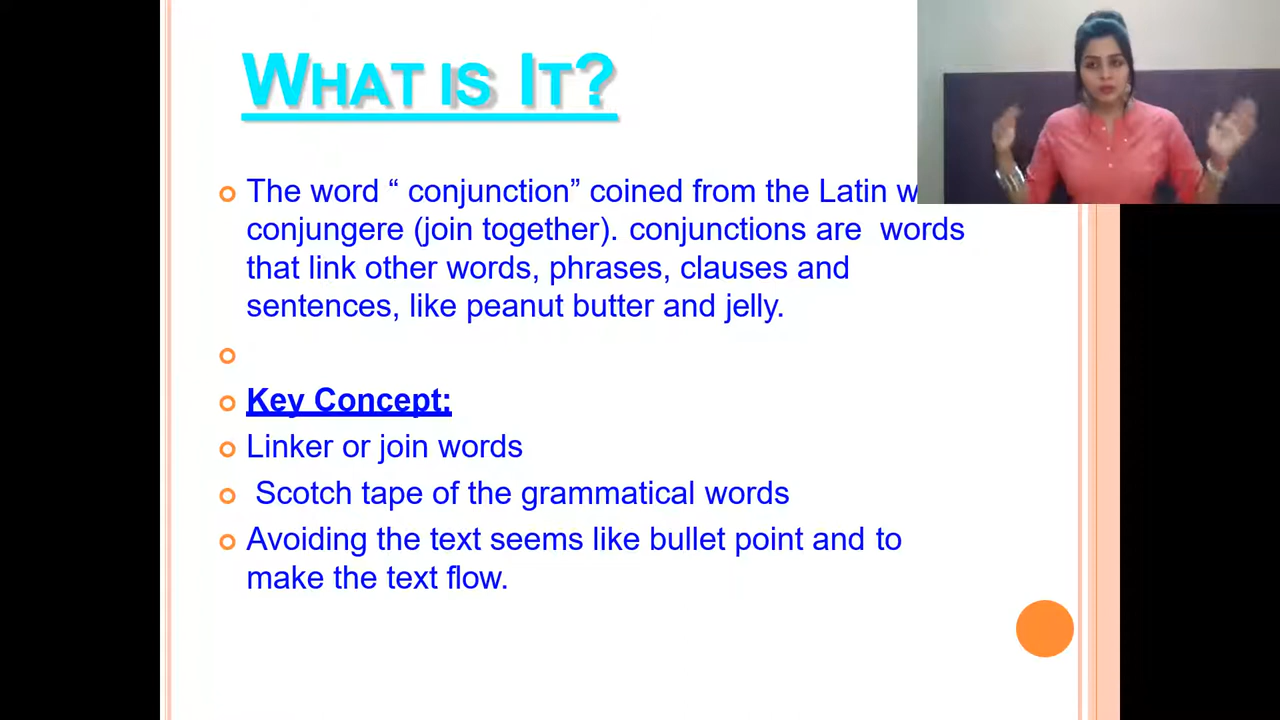 WHAT IS IT?
The word “ conjunction” coined from the Latin
conjungere (join together). conjunctions are words
that link other words, phrases, clauses and
sentences, like peanut butter and jelly.
Key Concept:
Linker or join words
Scotch tape of the grammatical words
Avoiding the text seems like bullet point and to
make the text flow.